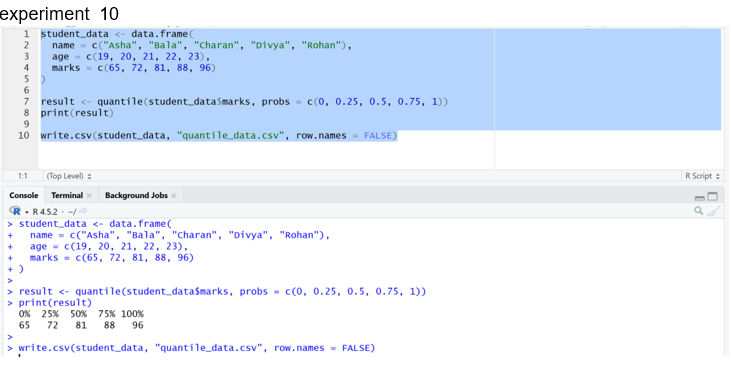 experiment 10
1 student_data <- data.frame(
2 name = c("Asha", "Bala", "Charan", "Divya", "Rohan"),
3 age = c(19, 20, 21, 22, 23),
4 marks = c(65, 72, 81, 88, 96)
5 )
6
7 result <- quantile(student_data$marks, probs = c(0, 0.25, 0.5, 0.75, 1))
8 print(result)
9
10 write.csv(student_data, "quantile_data.csv", row.names = FALSE)
1:1 (Top Level) R Script
Console Terminal Background Jobs
R R 4.5.2 · ~/
> student_data <- data.frame(
+ name = c("Asha", "Bala", "Charan", "Divya", "Rohan"),
+ age = c(19, 20, 21, 22, 23),
+ marks = c(65, 72, 81, 88, 96)
+ )
>
> result <- quantile(student_data$marks, probs = c(0, 0.25, 0.5, 0.75, 1))
> print(result)
0% 25% 50% 75% 100%
65 72 81 88 96
>
> write.csv(student_data, "quantile_data.csv", row.names = FALSE)